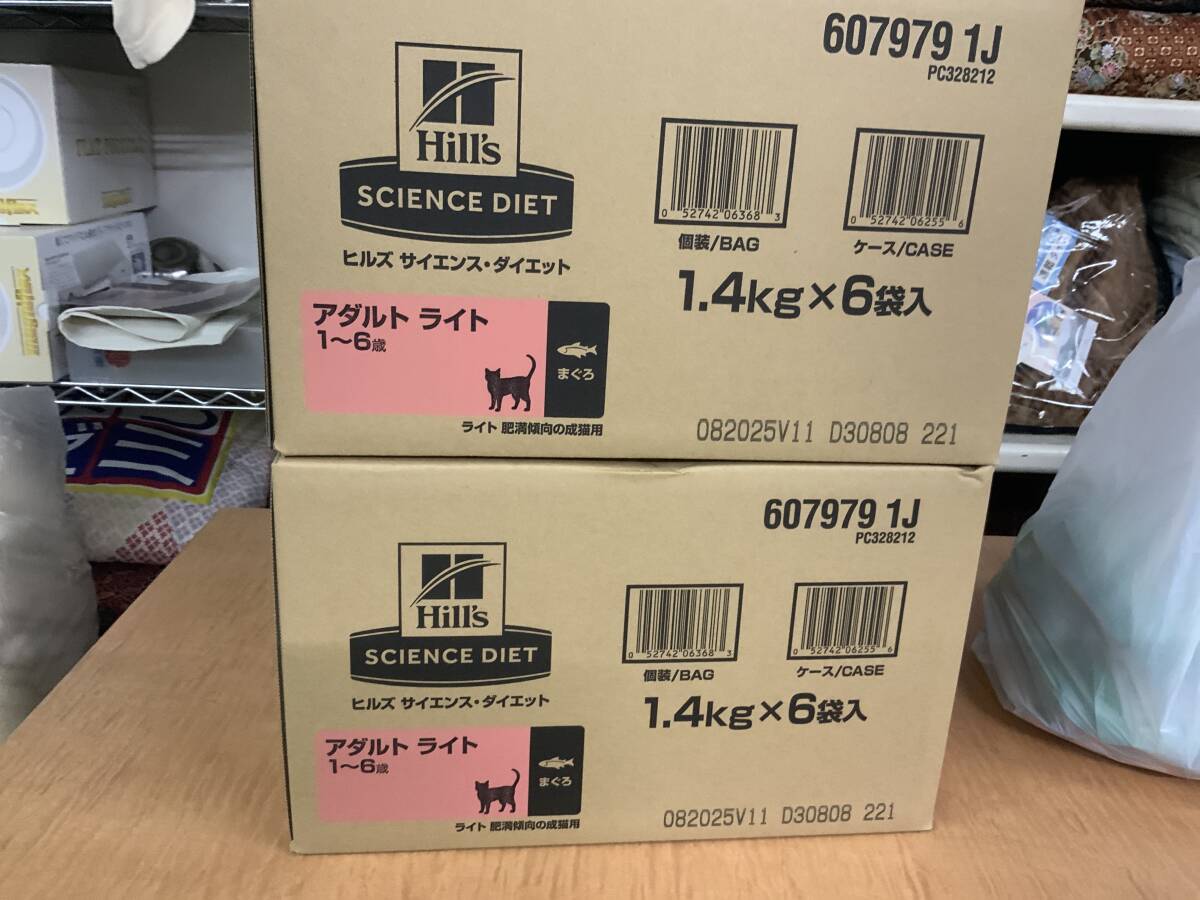 607979 1J
PC328212
Hill's
SCIENCE DIET
ヒルズ サイエンス・ダイエット
0 52742 06368 3
個装/BAG
0 52742 06255 6
ケース/CASE
1.4kg×6袋入
アダルト ライト
1〜6歳
まぐろ
ライト 肥満傾向の成猫用
082025V11 D30808 221
607979 1J
PC328212
Hill's
SCIENCE DIET
ヒルズ サイエンス・ダイエット
0 52742 06368 3
個装/BAG
0 52742 06255 6
ケース/CASE
1.4kg×6袋入
アダルト ライト
1〜6歳
まぐろ
ライト 肥満傾向の成猫用
082025V11 D30808 221